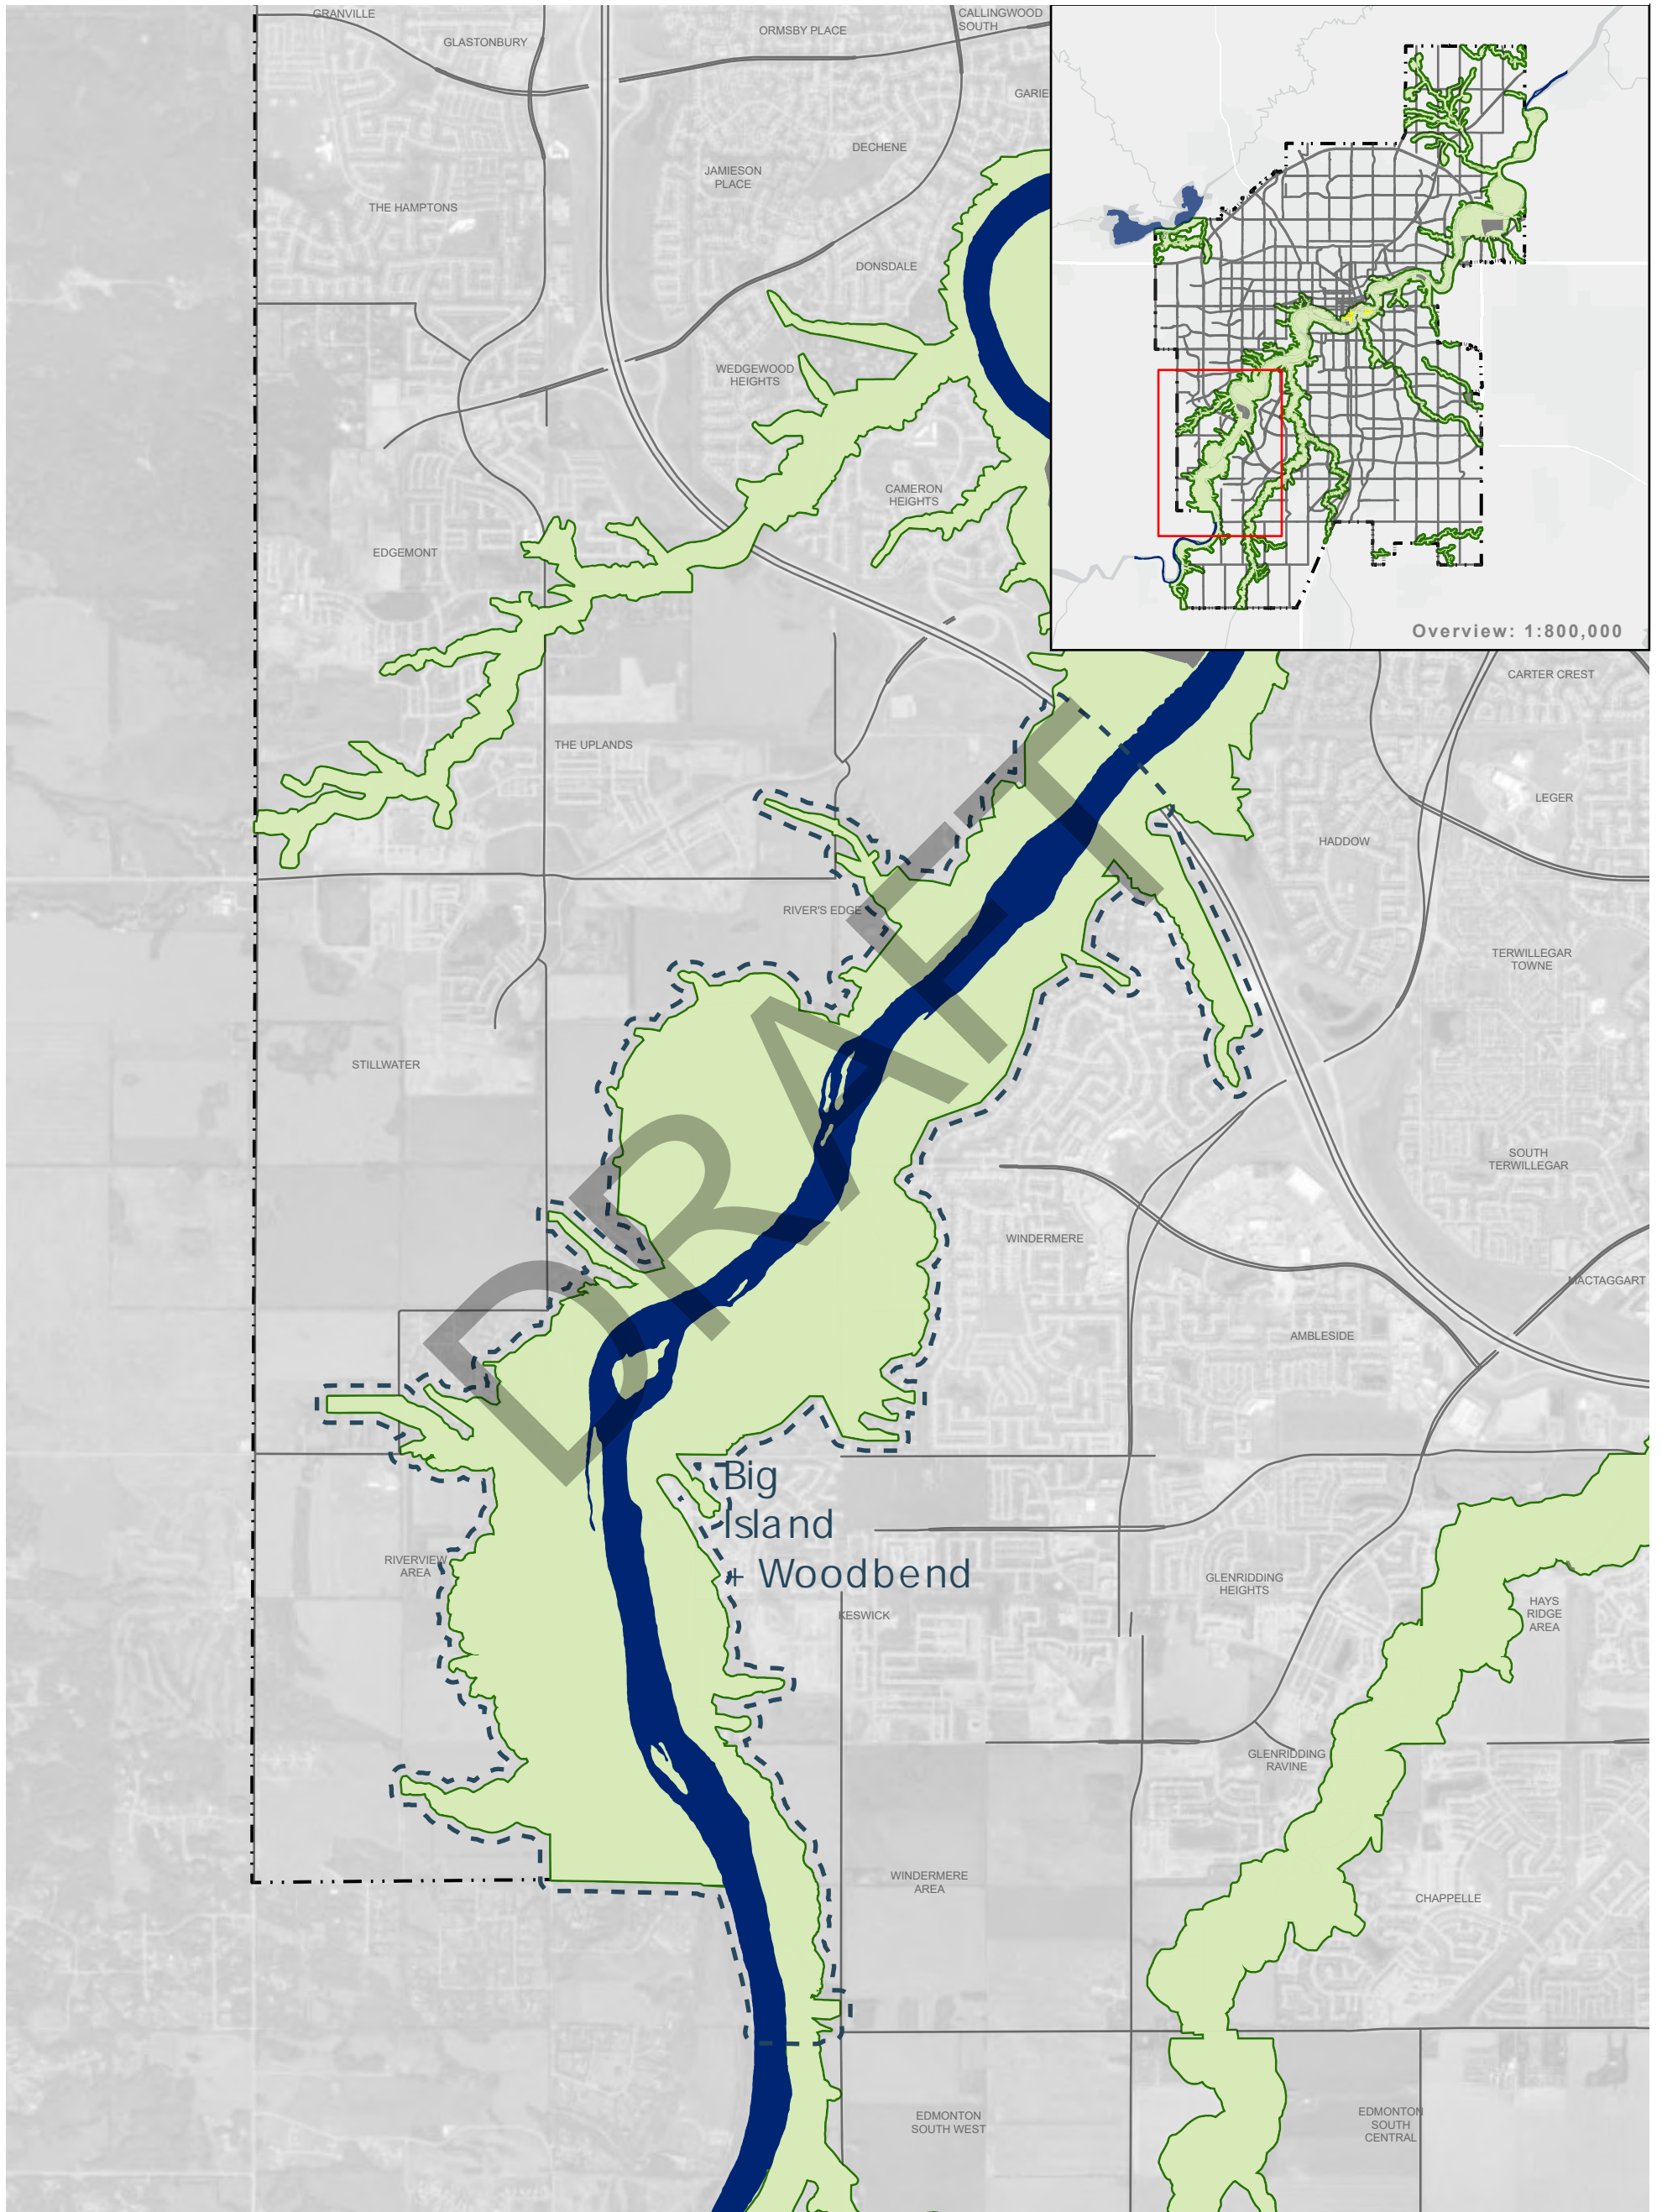 GRANVILLE
GLASTONBURY
ORMSBY PLACE
CALLINGWOOD
SOUTH
GARIE
DECHENE
JAMIESON
PLACE
THE HAMPTONS
DONSDALE
WEDGEWOOD
HEIGHTS
CAMERON
HEIGHTS
EDGEMONT
Overview: 1:800,000
CARTER CREST
THE UPLANDS
LEGER
HADDOW
RIVER'S EDGE
TERWILLEGAR
TOWNE
STILLWATER
DRAFT
SOUTH
TERWILLEGAR
WINDERMERE
MACTAGGART
AMBLESIDE
Big
Island
+ Woodbend
RIVERVIEW
AREA
GLENRIDDING
HEIGHTS
HAYS
RIDGE
AREA
KESWICK
GLENRIDDING
RAVINE
WINDERMERE
AREA
CHAPPELLE
EDMONTON
SOUTH WEST
EDMONTON
SOUTH
CENTRAL